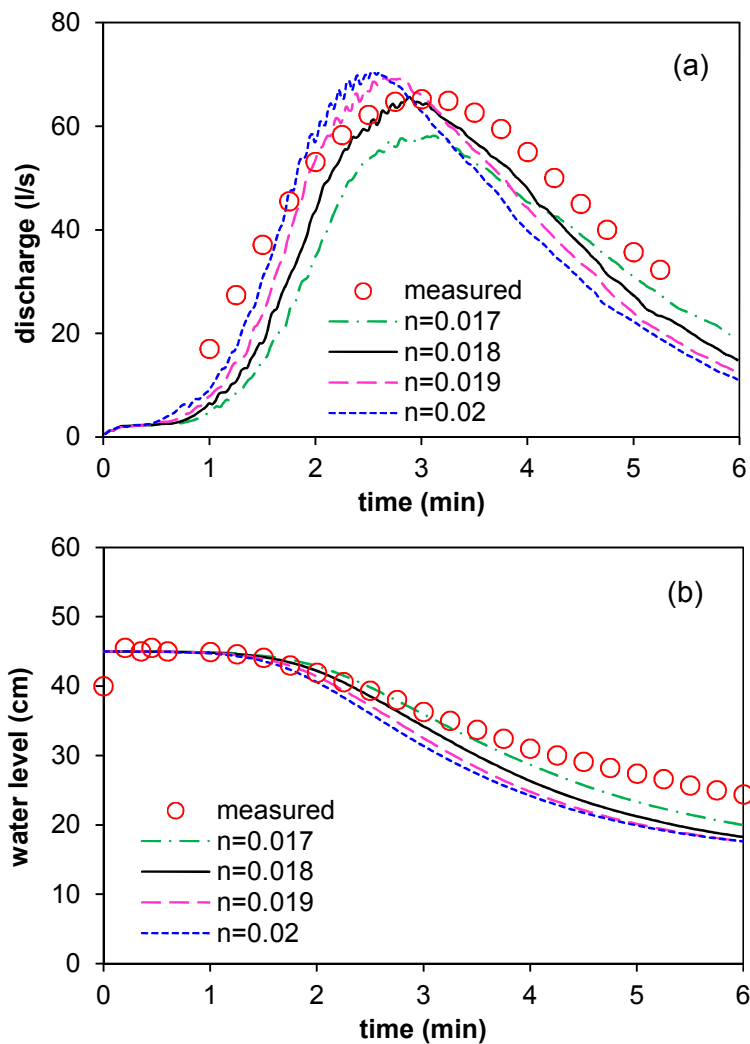 80
(a)
60
40
20
0
discharge (l/s)
measured
n=0.017
n=0.018
n=0.019
n=0.02
0 1 2 3 4 5 6
time (min)
60
(b)
50
40
30
20
10
0
water level (cm)
measured
n=0.017
n=0.018
n=0.019
n=0.02
0 1 2 3 4 5 6
time (min)